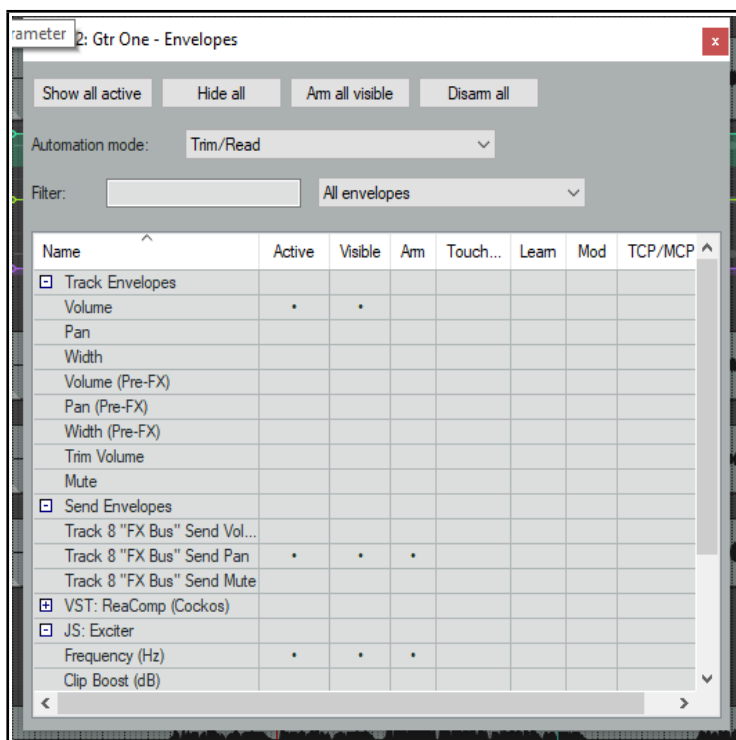 rameter
2: Gtr One - Envelopes
x
Show all active Hide all Arm all visible Disarm all
Automation mode: Trim/Read
Filter: All envelopes
Name Active Visible Arm Touch... Learn Mod TCP/MCP
Track Envelopes
Volume
Pan
Width
Volume (Pre-FX)
Pan (Pre-FX)
Width (Pre-FX)
Trim Volume
Mute
Send Envelopes
Track 8 "FX Bus" Send Vol...
Track 8 "FX Bus" Send Pan
Track 8 "FX Bus" Send Mute
VST: ReaComp (Cockos)
JS: Exciter
Frequency (Hz)
Clip Boost (dB)